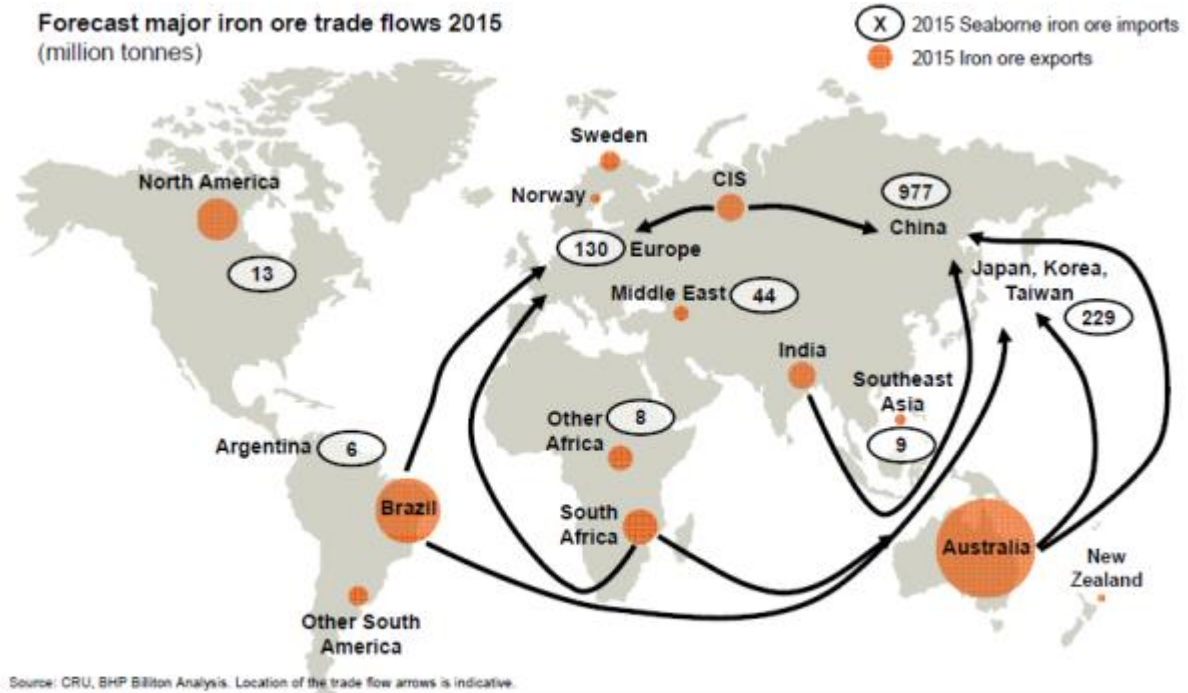 Forecast major iron ore trade flows 2015
(million tonnes)
X 2015 Seaborne iron ore imports
2015 Iron ore exports
Sweden
North America
CIS
977
Norway
China
130 Europe
13
Japan, Korea,
Taiwan
Middle East 44
229
India
Southeast
Asia
Other
Africa
8
9
Argentina 6
Brazil
South
Africa
Australia
New
Zealand
Other South
America
Source: CRU, BHP Billiton Analysis. Location of the trade flow arrows is indicative.